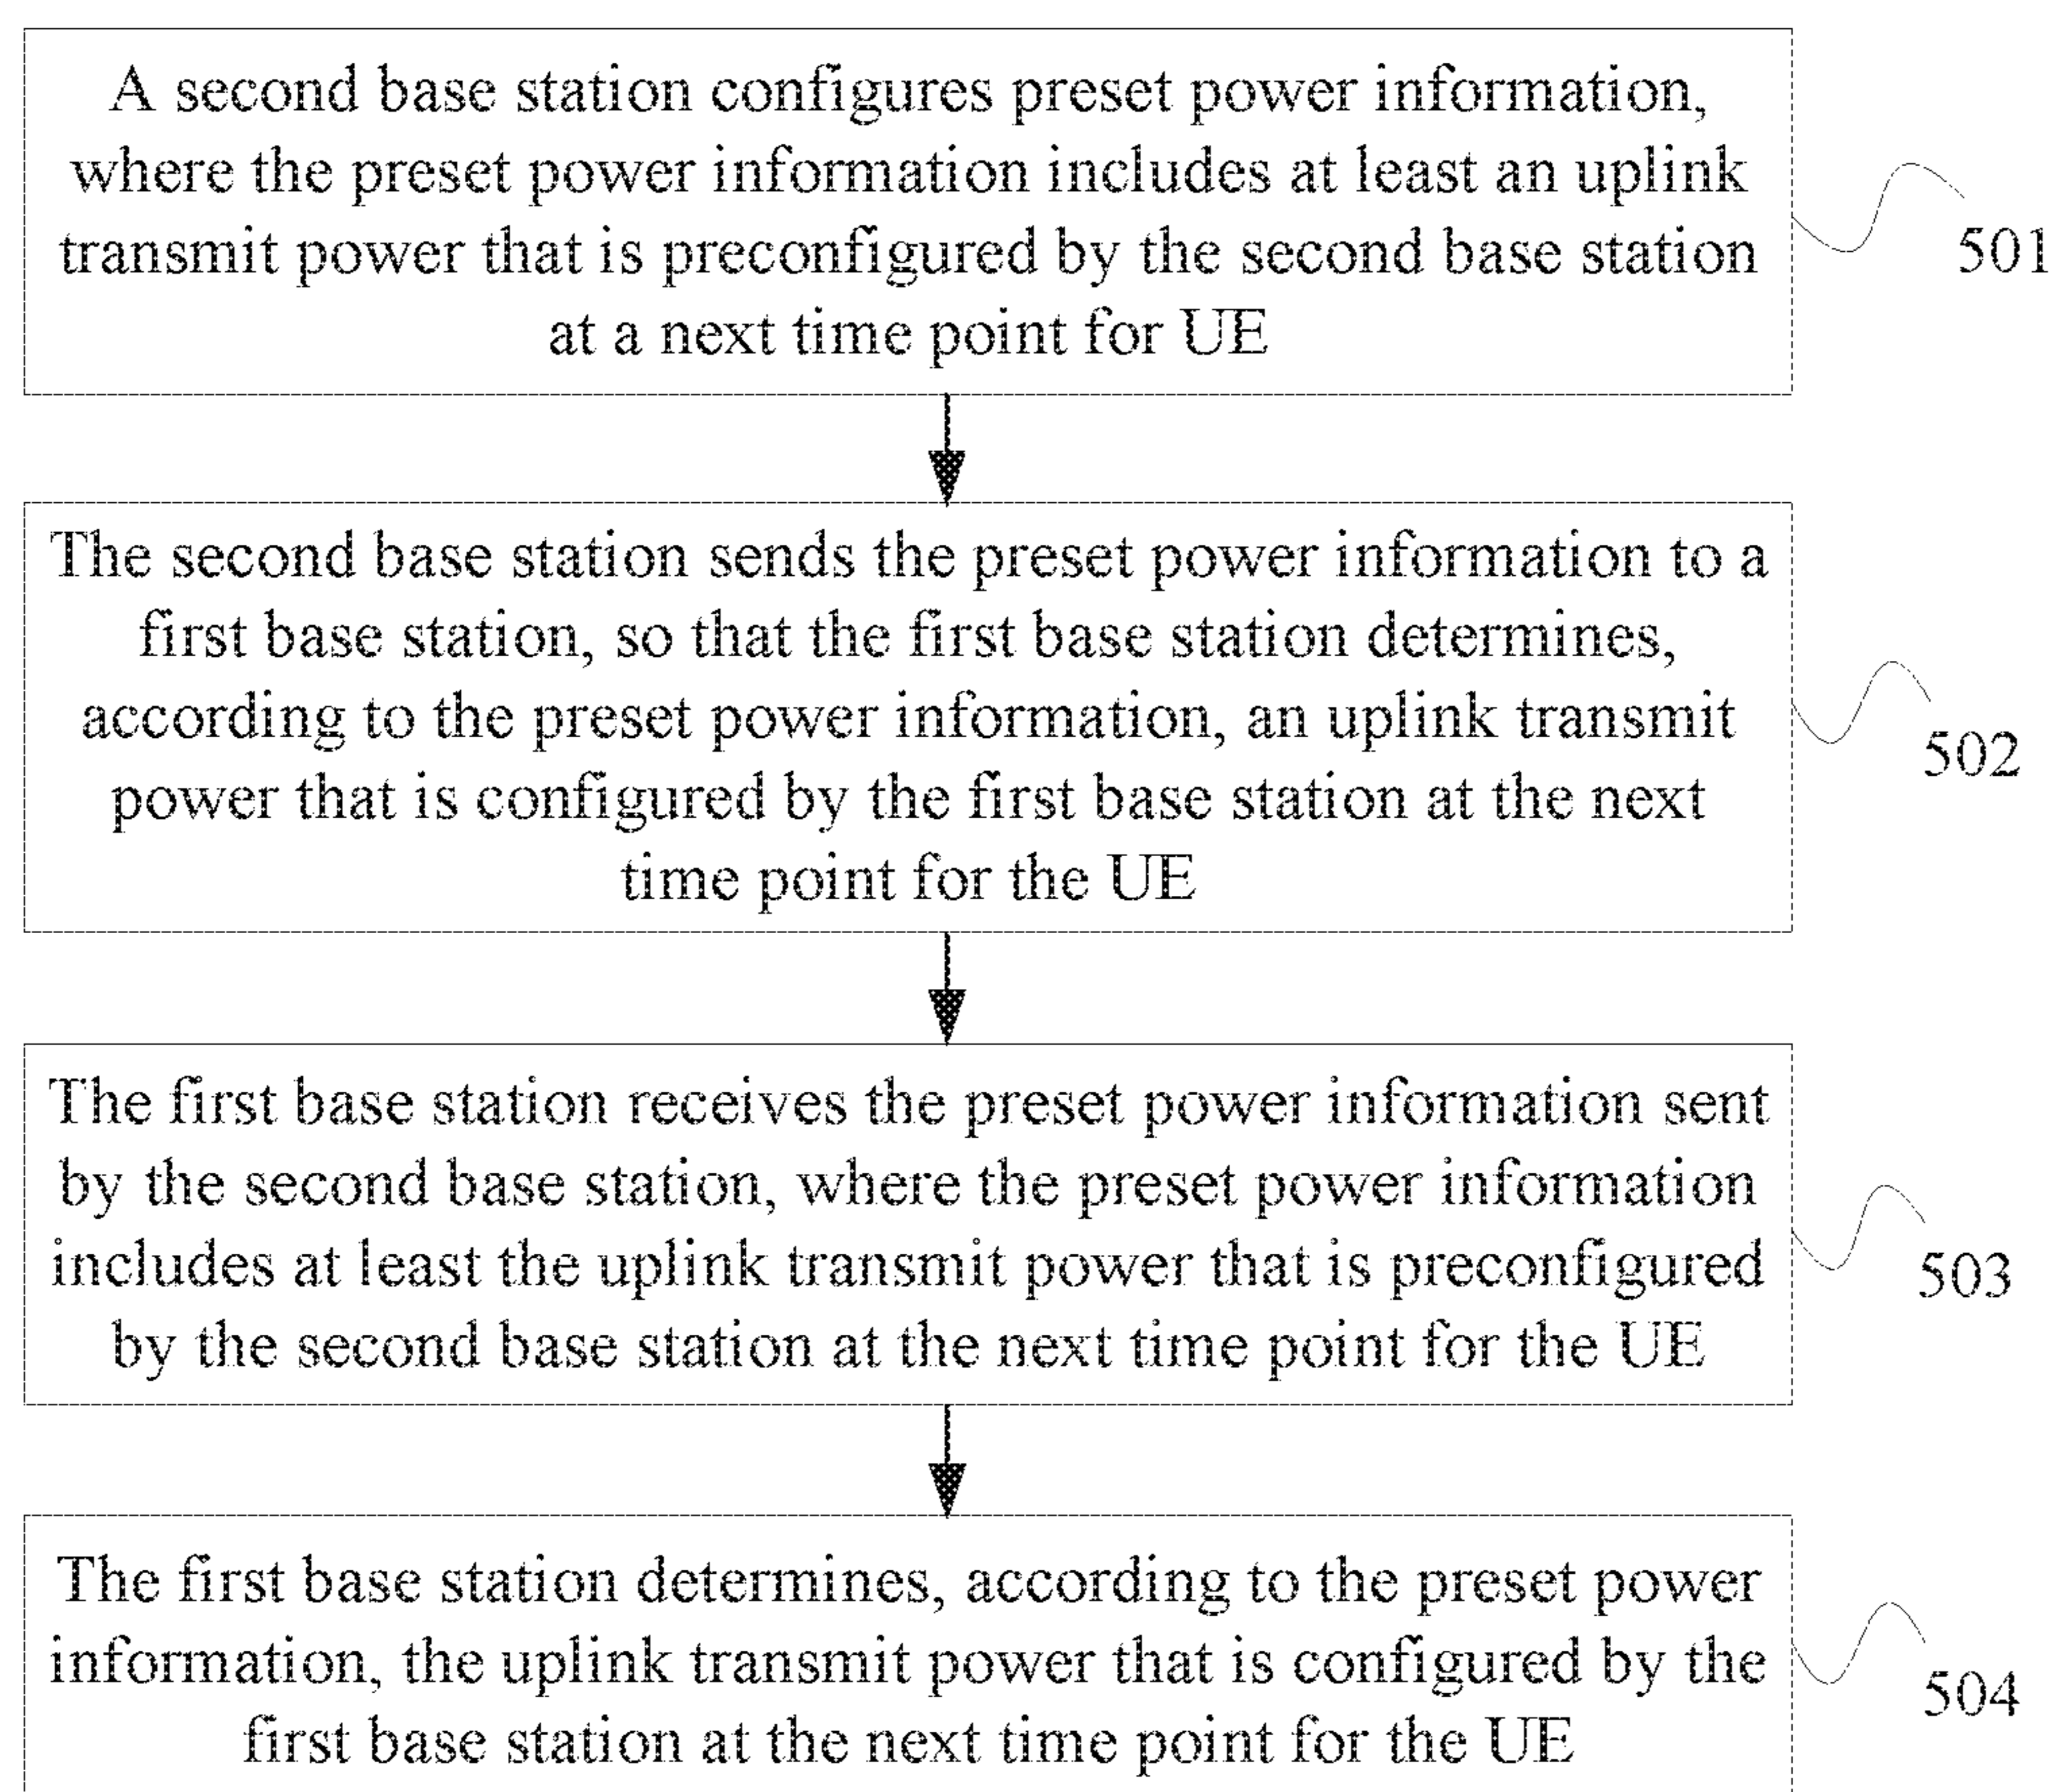 A second base station configures preset power information,
where the preset power information includes at least an uplink
transmit power that is preconfigured by the second base station
at a next time point for UE
501
The second base station sends the preset power information to a
first base station, so that the first base station determines,
according to the preset power information, an uplink transmit
power that is configured by the first base station at the next
time point for the UE
502
The first base station receives the preset power information sent
by the second base station, where the preset power information
includes at least the uplink transmit power that is preconfigured
by the second base station at the next time point for the UE
503
The first base station determines, according to the preset power
information, the uplink transmit power that is configured by the
first base station at the next time point for the UE
504